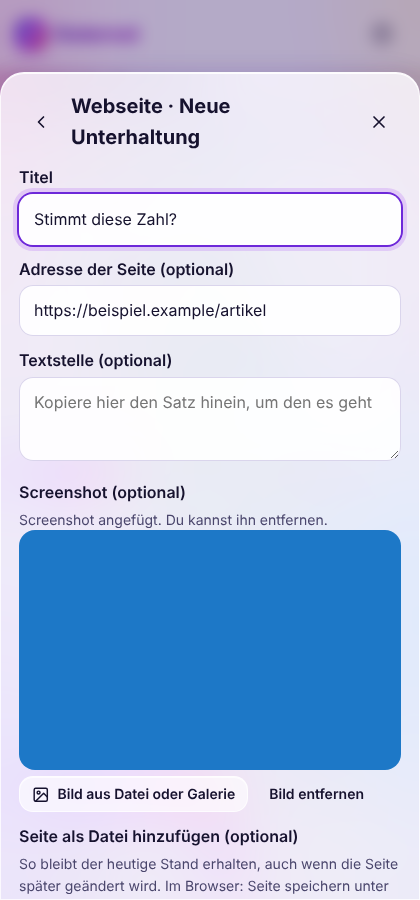 Webseite · Neue
Unterhaltung
Titel
Stimmt diese Zahl?
Adresse der Seite (optional)
https://beispiel.example/artikel
Textstelle (optional)
Kopiere hier den Satz hinein, um den es geht
Screenshot (optional)
Screenshot angefügt. Du kannst ihn entfernen.
Bild aus Datei oder Galerie
Bild entfernen
Seite als Datei hinzufügen (optional)
So bleibt der heutige Stand erhalten, auch wenn die Seite
später geändert wird. Im Browser: Seite speichern unter